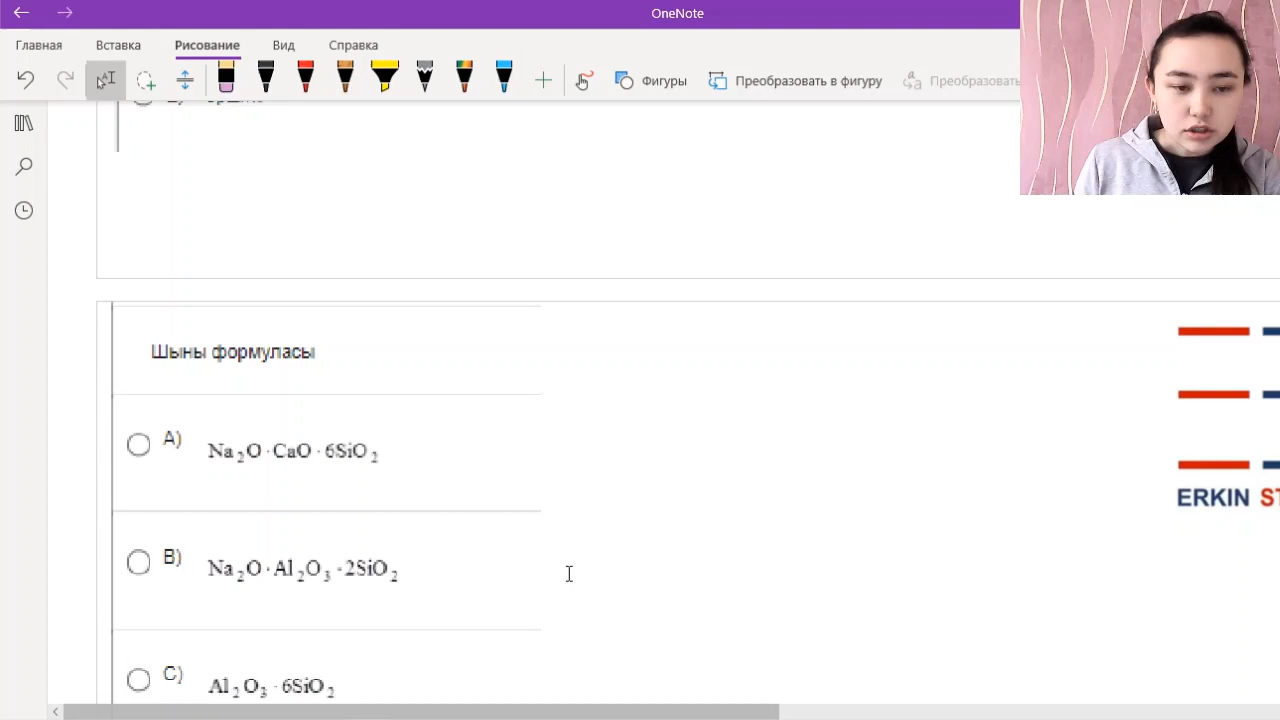 OneNote
Главная Вставка Рисование Вид Справка
Фигуры Преобразовать в фигуру Преобразовать
Шыны формуласы
A) Na₂O · CaO · 6SiO₂
B) Na₂O · Al₂O₃ · 2SiO₂
C) Al₂O₃ · 6SiO₂
ERKIN ST